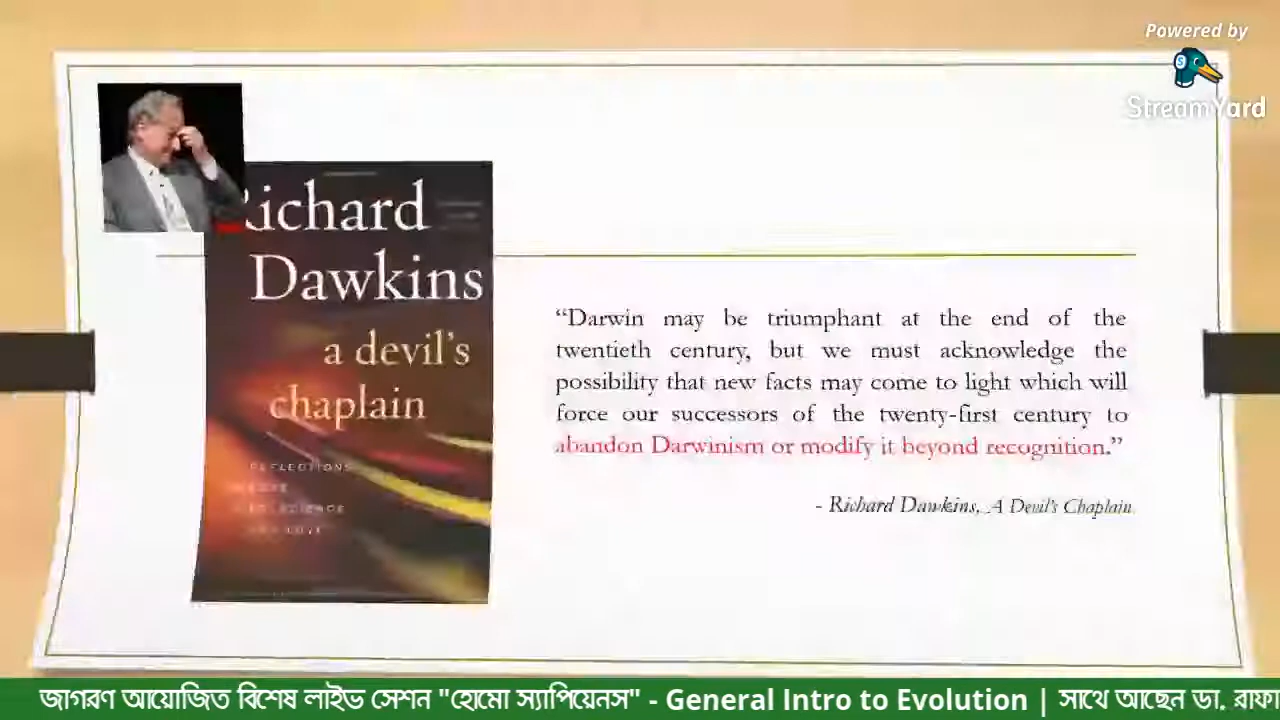 Powered by
StreamYard
Richard
Dawkins
a devil's
chaplain
REFLECTIONS
“Darwin may be triumphant at the end of the
twentieth century, but we must acknowledge the
possibility that new facts may come to light which will
force our successors of the twenty-first century to
abandon Darwinism or modify it beyond recognition.”
- Richard Dawkins, A Devil's Chaplain
জাগরণ আয়োজিত বিশেষ লাইভ সেশন "হোমো স্যাপিয়েনস" - General Intro to Evolution | সাথে আছেন ডা. রাফা